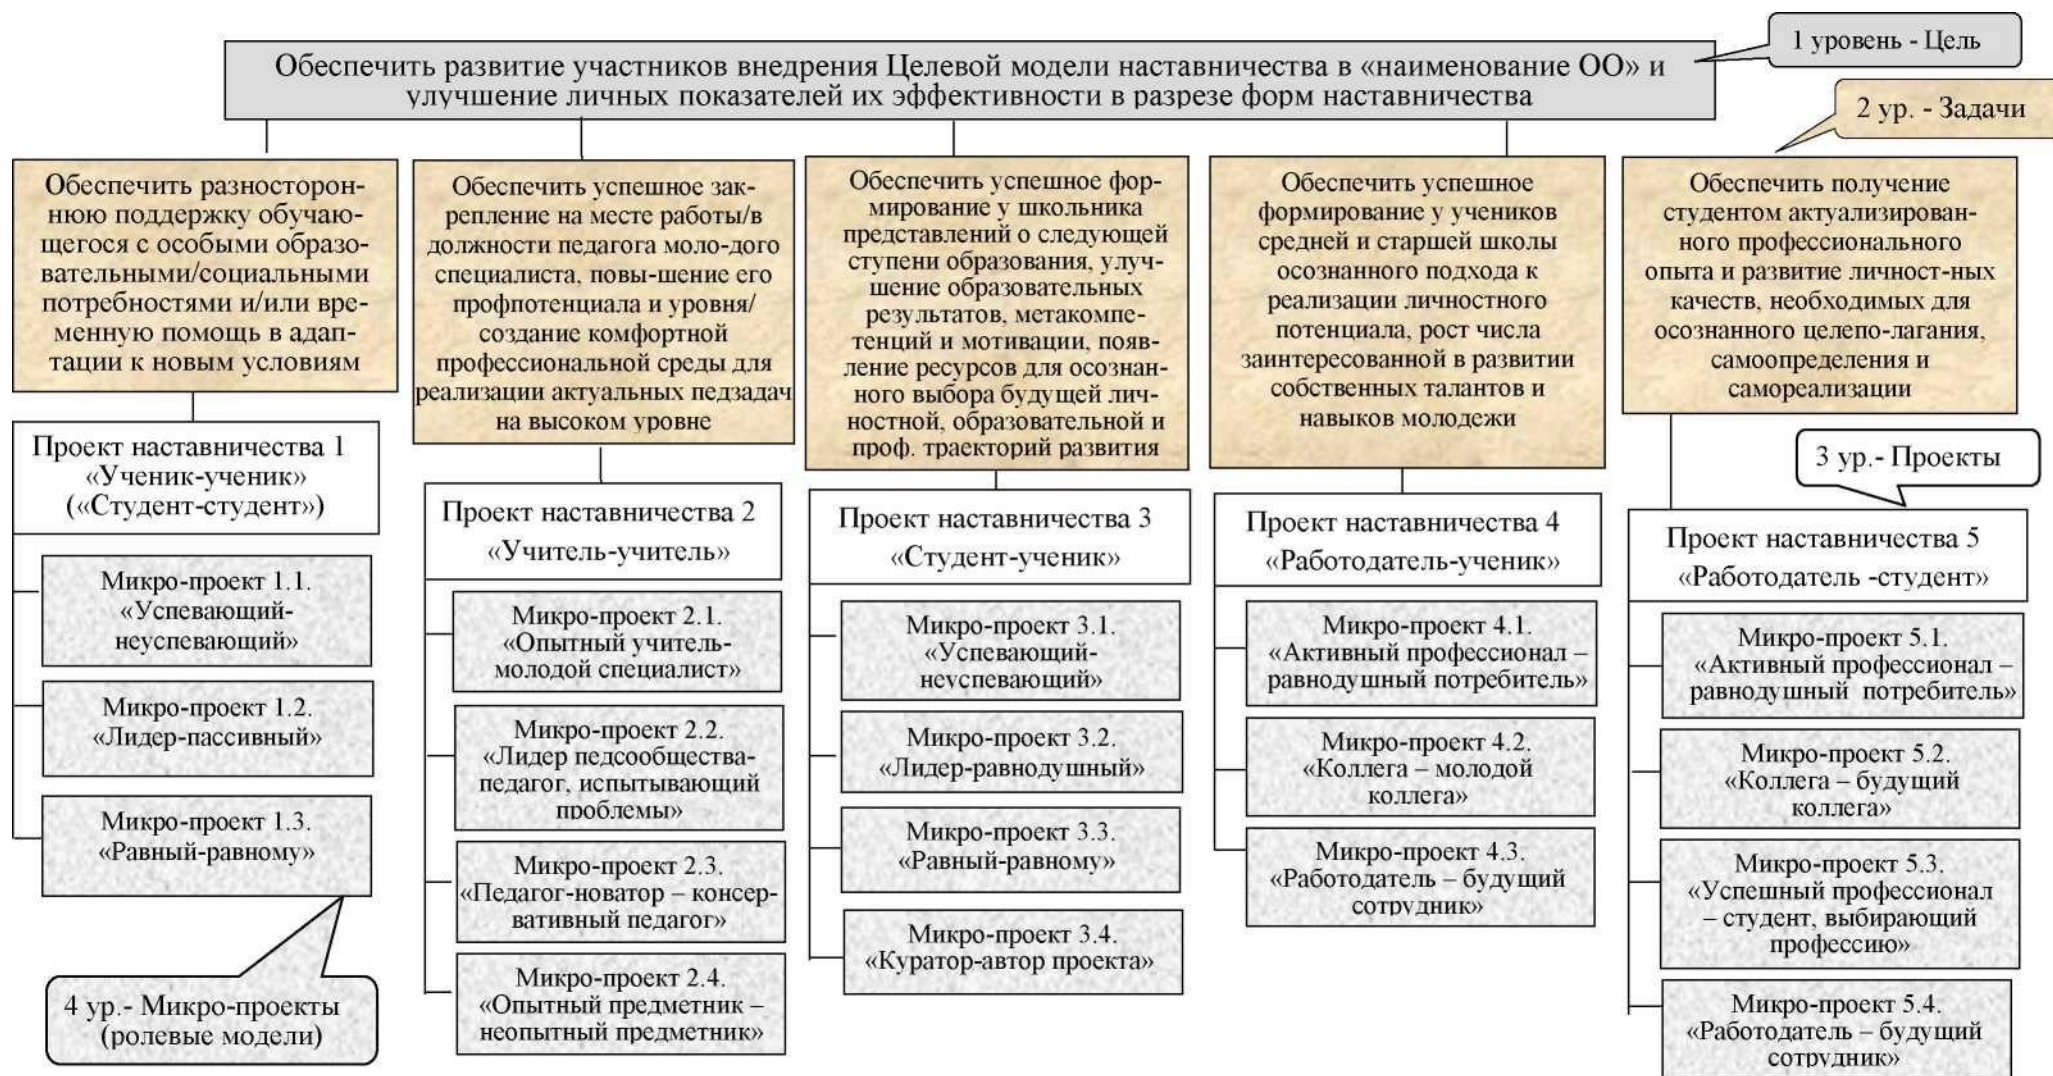 1 уровень - Цель
Обеспечить развитие участников внедрения Целевой модели наставничества в «наименование ОО» и
улучшение личных показателей их эффективности в разрезе форм наставничества
2 ур. - Задачи
Обеспечить разносторон-
нюю поддержку обучаю-
щегося с особыми образо-
вательными/социальными
потребностями и/или вре-
менную помощь в адап-
тации к новым условиям
Обеспечить успешное зак-
репление на месте работы/в
должности педагога моло-дого
специалиста, повы-шение его
профпотенциала и уровня/
создание комфортной
профессиональной среды для
реализации актуальных педзадач
на высоком уровне
Обеспечить успешное фор-
мирование у школьника
представлений о следующей
ступени образования, улуч-
шение образовательных
результатов, метакомпе-
тенций и мотивации, появ-
ление ресурсов для осознан-
ного выбора будущей лич-
ностной, образовательной и
проф. траекторий развития
Обеспечить успешное
формирование у учеников
средней и старшей школы
осознанного подхода к
реализации личностного
потенциала, рост числа
заинтересованной в развитии
собственных талантов и
навыков молодежи
Обеспечить получение
студентом актуализирован-
ного профессионального
опыта и развитие личност-ных
качеств, необходимых для
осознанного целепо-лагания,
самоопределения и
самореализации
3 ур.- Проекты
Проект наставничества 1
«Ученик-ученик»
(«Студент-студент»)
Микро-проект 1.1.
«Успевающий-
неуспевающий»
Микро-проект 1.2.
«Лидер-пассивный»
Микро-проект 1.3.
«Равный-равному»
4 ур.- Микро-проекты
(ролевые модели)
Проект наставничества 2
«Учитель-учитель»
Микро-проект 2.1.
«Опытный учитель-
молодой специалист»
Микро-проект 2.2.
«Лидер педсообщества-
педагог, испытывающий
проблемы»
Микро-проект 2.3.
«Педагог-новатор – консер-
вативный педагог»
Микро-проект 2.4.
«Опытный предметник –
неопытный предметник»
Проект наставничества 3
«Студент-ученик»
Микро-проект 3.1.
«Успевающий-
неуспевающий»
Микро-проект 3.2.
«Лидер-равнодушный»
Микро-проект 3.3.
«Равный-равному»
Микро-проект 3.4.
«Куратор-автор проекта»
Проект наставничества 4
«Работодатель-ученик»
Микро-проект 4.1.
«Активный профессионал –
равнодушный потребитель»
Микро-проект 4.2.
«Коллега – молодой
коллега»
Микро-проект 4.3.
«Работодатель – будущий
сотрудник»
Проект наставничества 5
«Работодатель -студент»
Микро-проект 5.1.
«Активный профессионал –
равнодушный потребитель»
Микро-проект 5.2.
«Коллега – будущий
коллега»
Микро-проект 5.3.
«Успешный профессионал
– студент, выбирающий
профессию»
Микро-проект 5.4.
«Работодатель – будущий
сотрудник»